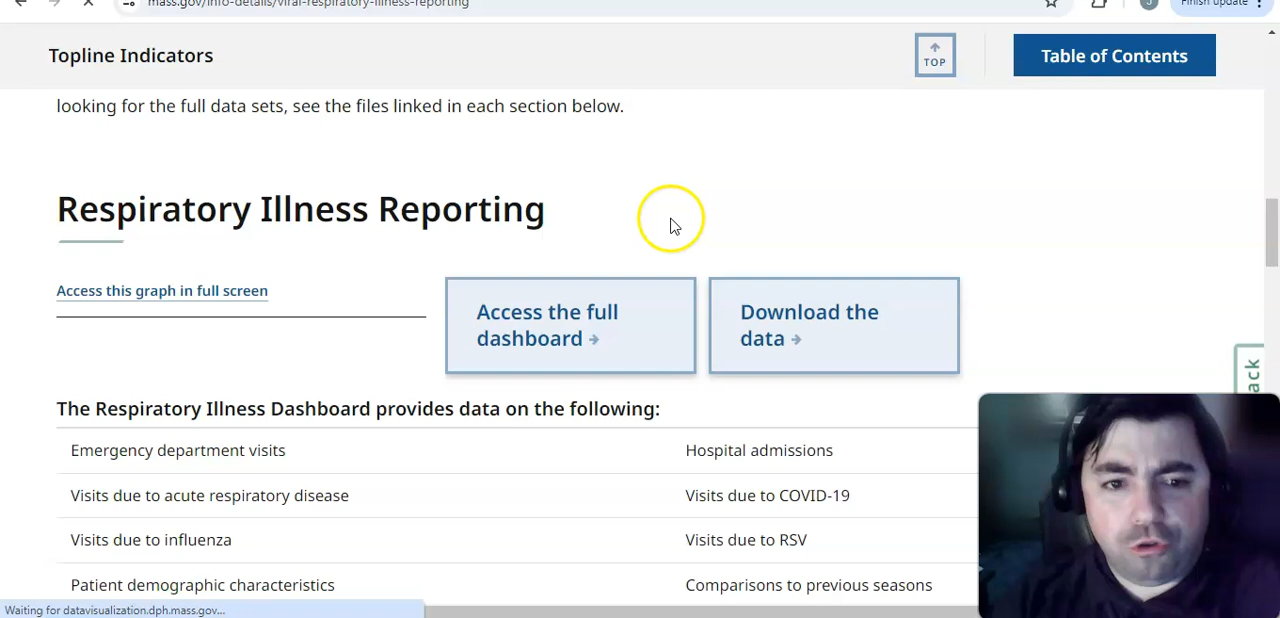 mass.gov/info-details/viral-respiratory-illness-reporting
Finish update
Topline Indicators
TOP
Table of Contents
looking for the full data sets, see the files linked in each section below.
Respiratory Illness Reporting
Access this graph in full screen
Access the full
dashboard
Download the
data
The Respiratory Illness Dashboard provides data on the following:
Emergency department visits
Hospital admissions
Visits due to acute respiratory disease
Visits due to COVID-19
Visits due to influenza
Visits due to RSV
Patient demographic characteristics
Comparisons to previous seasons
Waiting for datavisualization.dph.mass.gov...